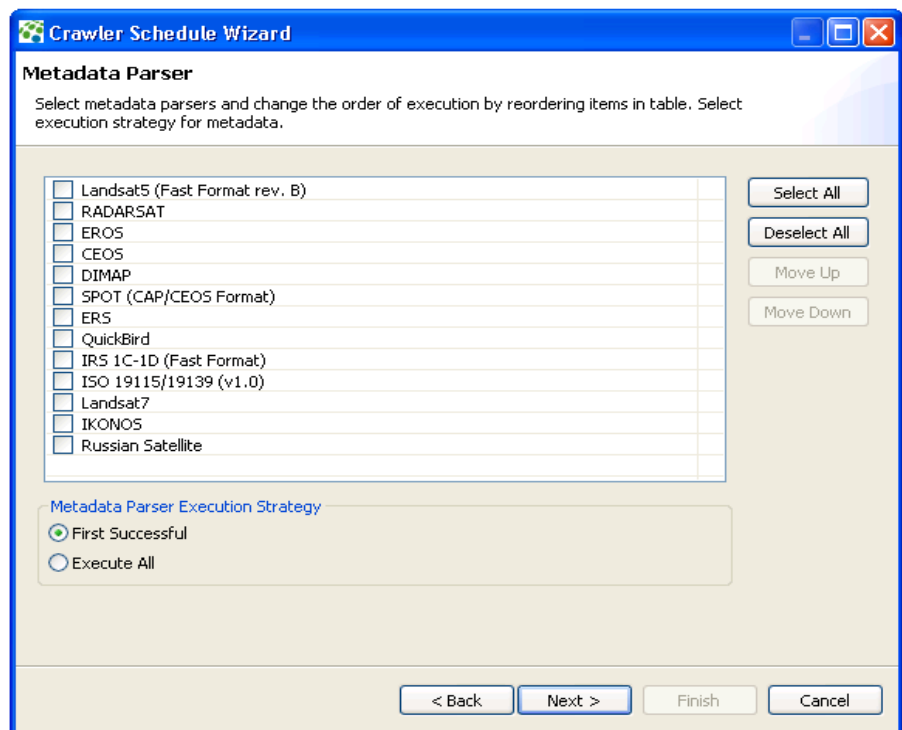 Crawler Schedule Wizard
Metadata Parser
Select metadata parsers and change the order of execution by reordering items in table. Select
execution strategy for metadata.
Landsat5 (Fast Format rev. B)
RADARSAT
EROS
CEOS
DIMAP
SPOT (CAP/CEOS Format)
ERS
QuickBird
IRS 1C-1D (Fast Format)
ISO 19115/19139 (v1.0)
Landsat7
IKONOS
Russian Satellite
Select All
Deselect All
Move Up
Move Down
Metadata Parser Execution Strategy
First Successful
Execute All
< Back
Next >
Finish
Cancel